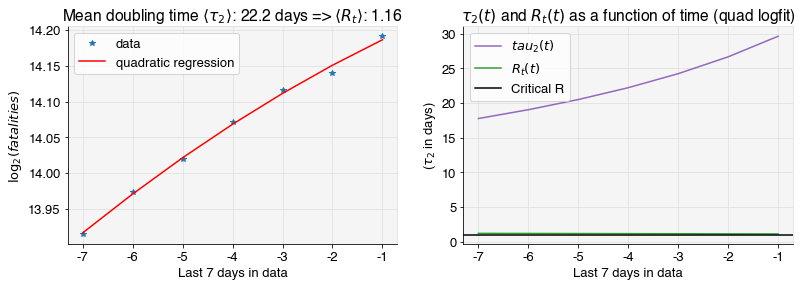 Mean doubling time ⟨τ₂⟩: 22.2 days => ⟨Rₜ⟩: 1.16
14.20
14.15
14.10
14.05
14.00
13.95
log₂(fatalities)
data
quadratic regression
-7 -6 -5 -4 -3 -2 -1
Last 7 days in data
τ₂(t) and Rₜ(t) as a function of time (quad logfit)
30
25
20
15
10
5
0
(τ₂ in days)
tau₂(t)
Rₜ(t)
Critical R
-7 -6 -5 -4 -3 -2 -1
Last 7 days in data